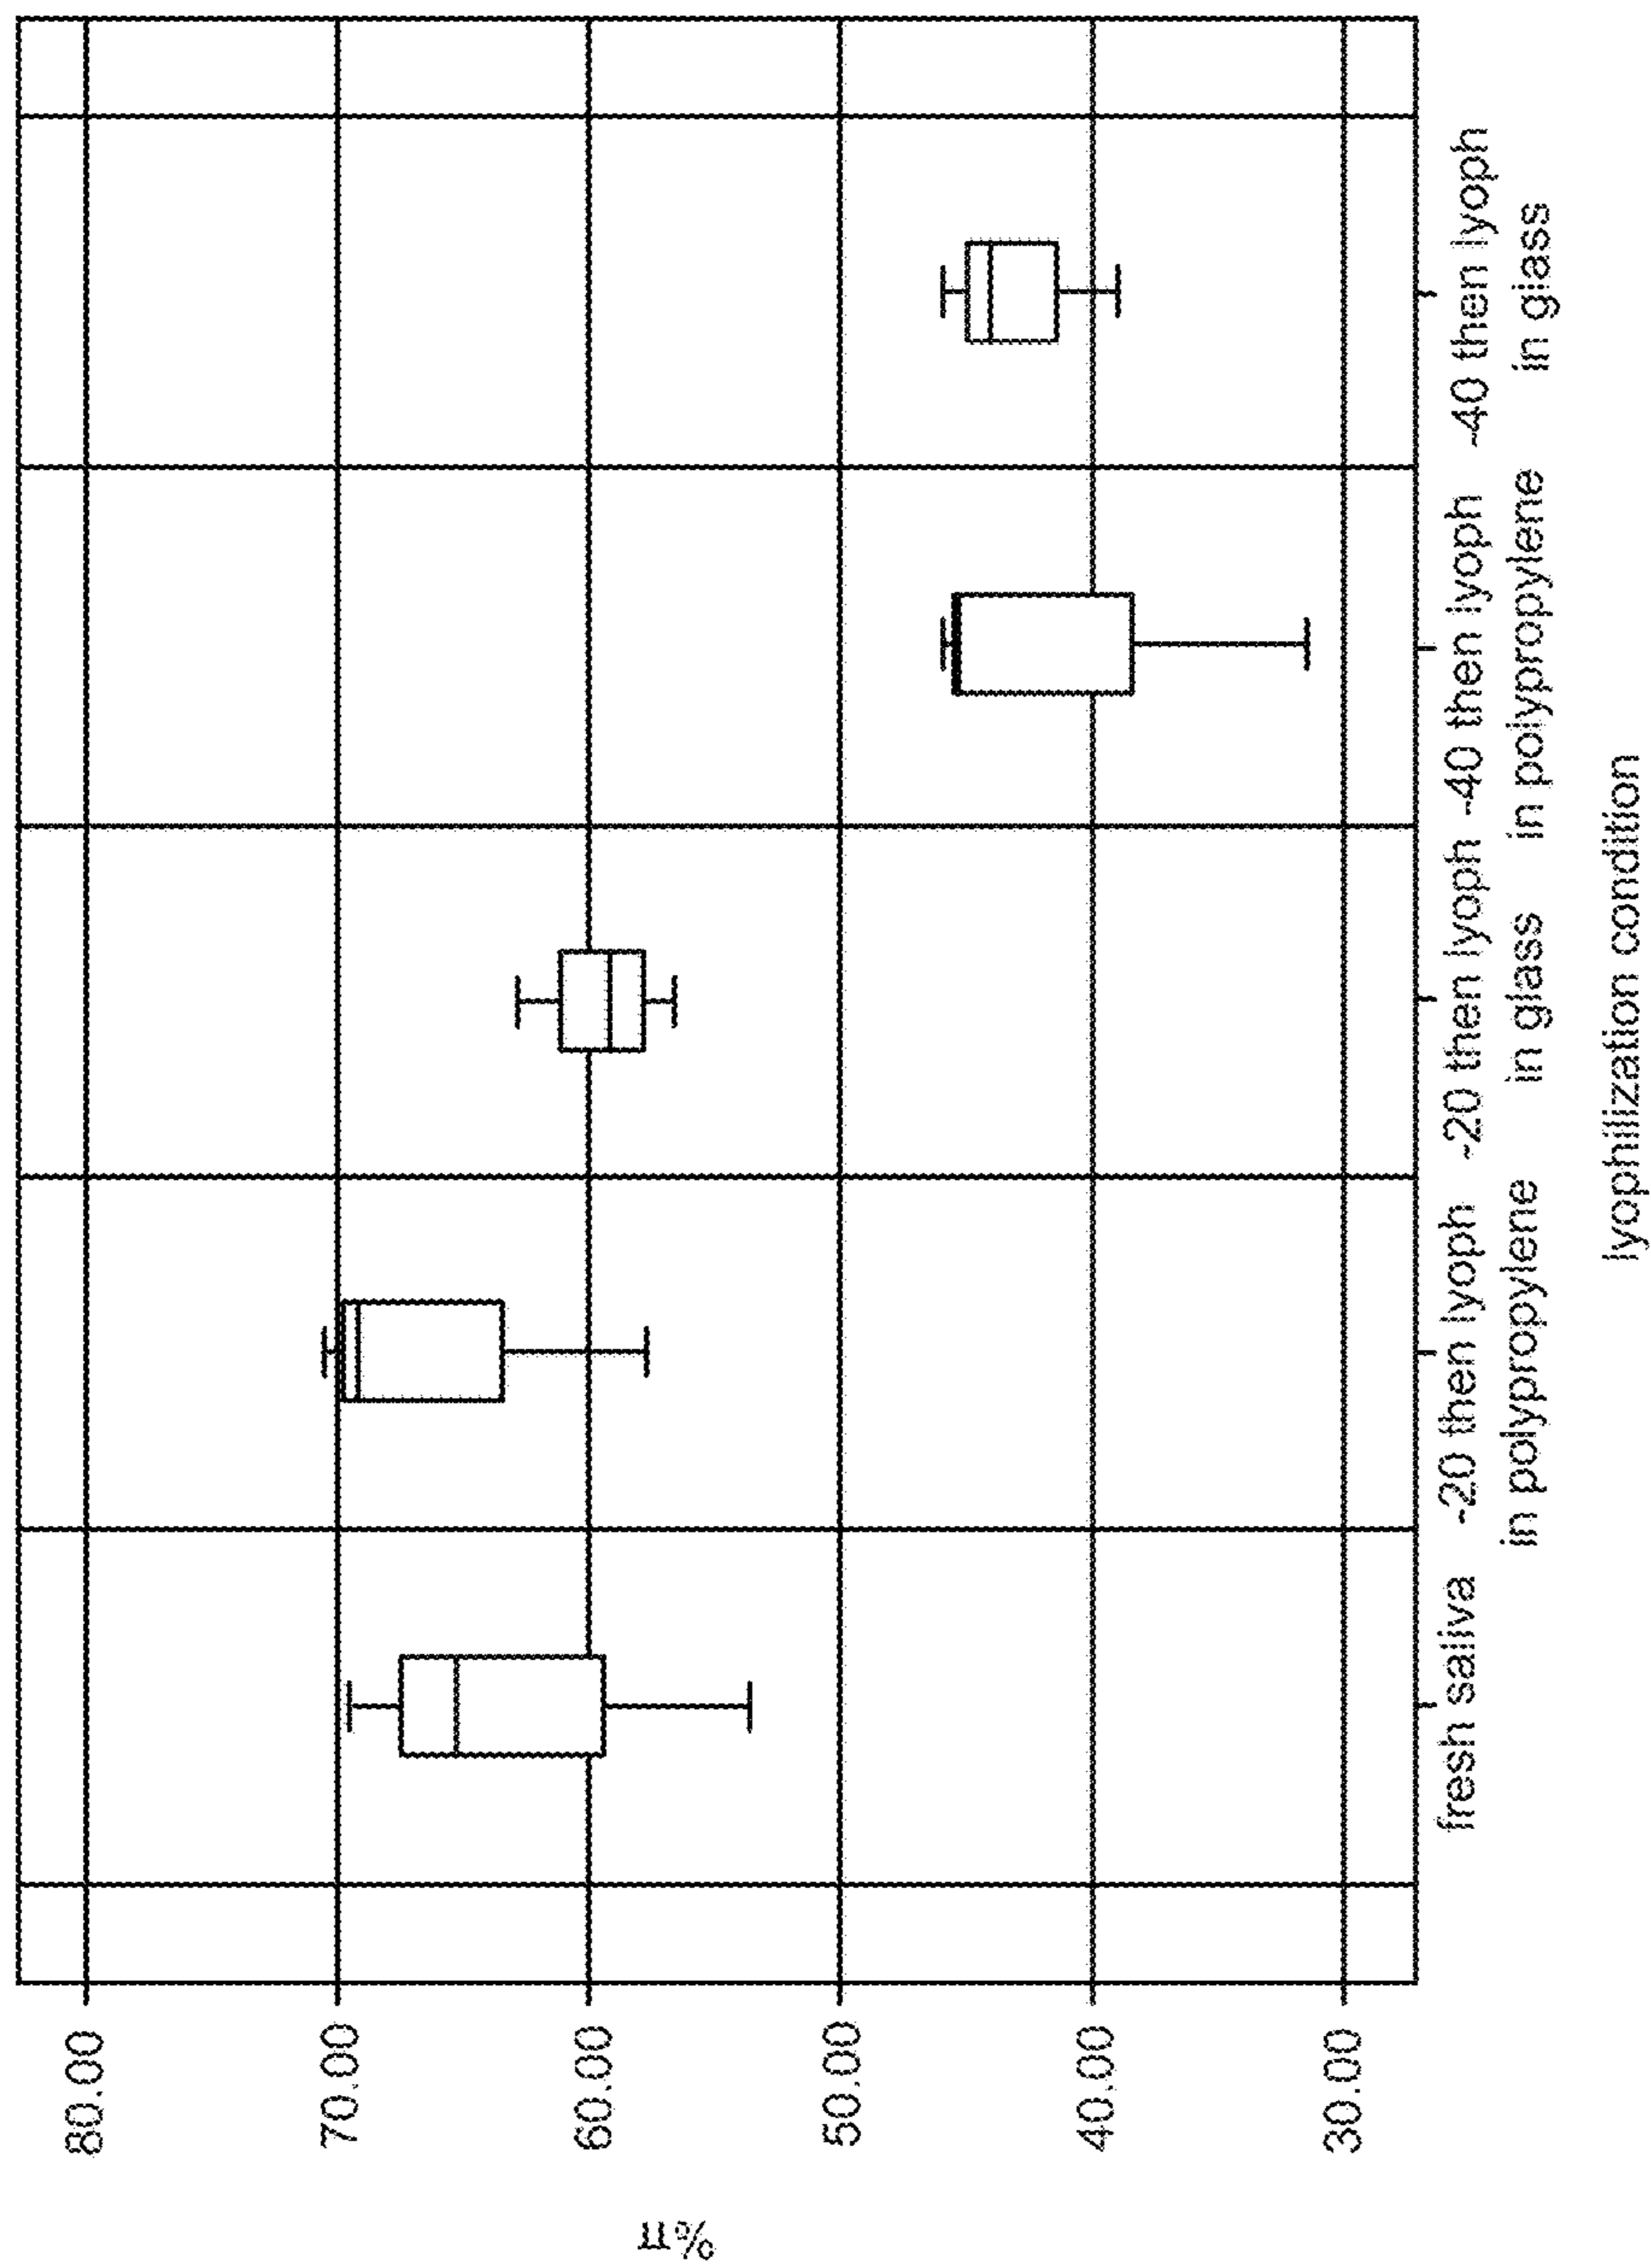 %π
80.00
70.00
60.00
50.00
40.00
30.00
fresh saliva
-20 then lyoph
in polypropylene
-20 then lyoph
in glass
-40 then lyoph
in polypropylene
-40 then lyoph
in glass
lyophilization condition